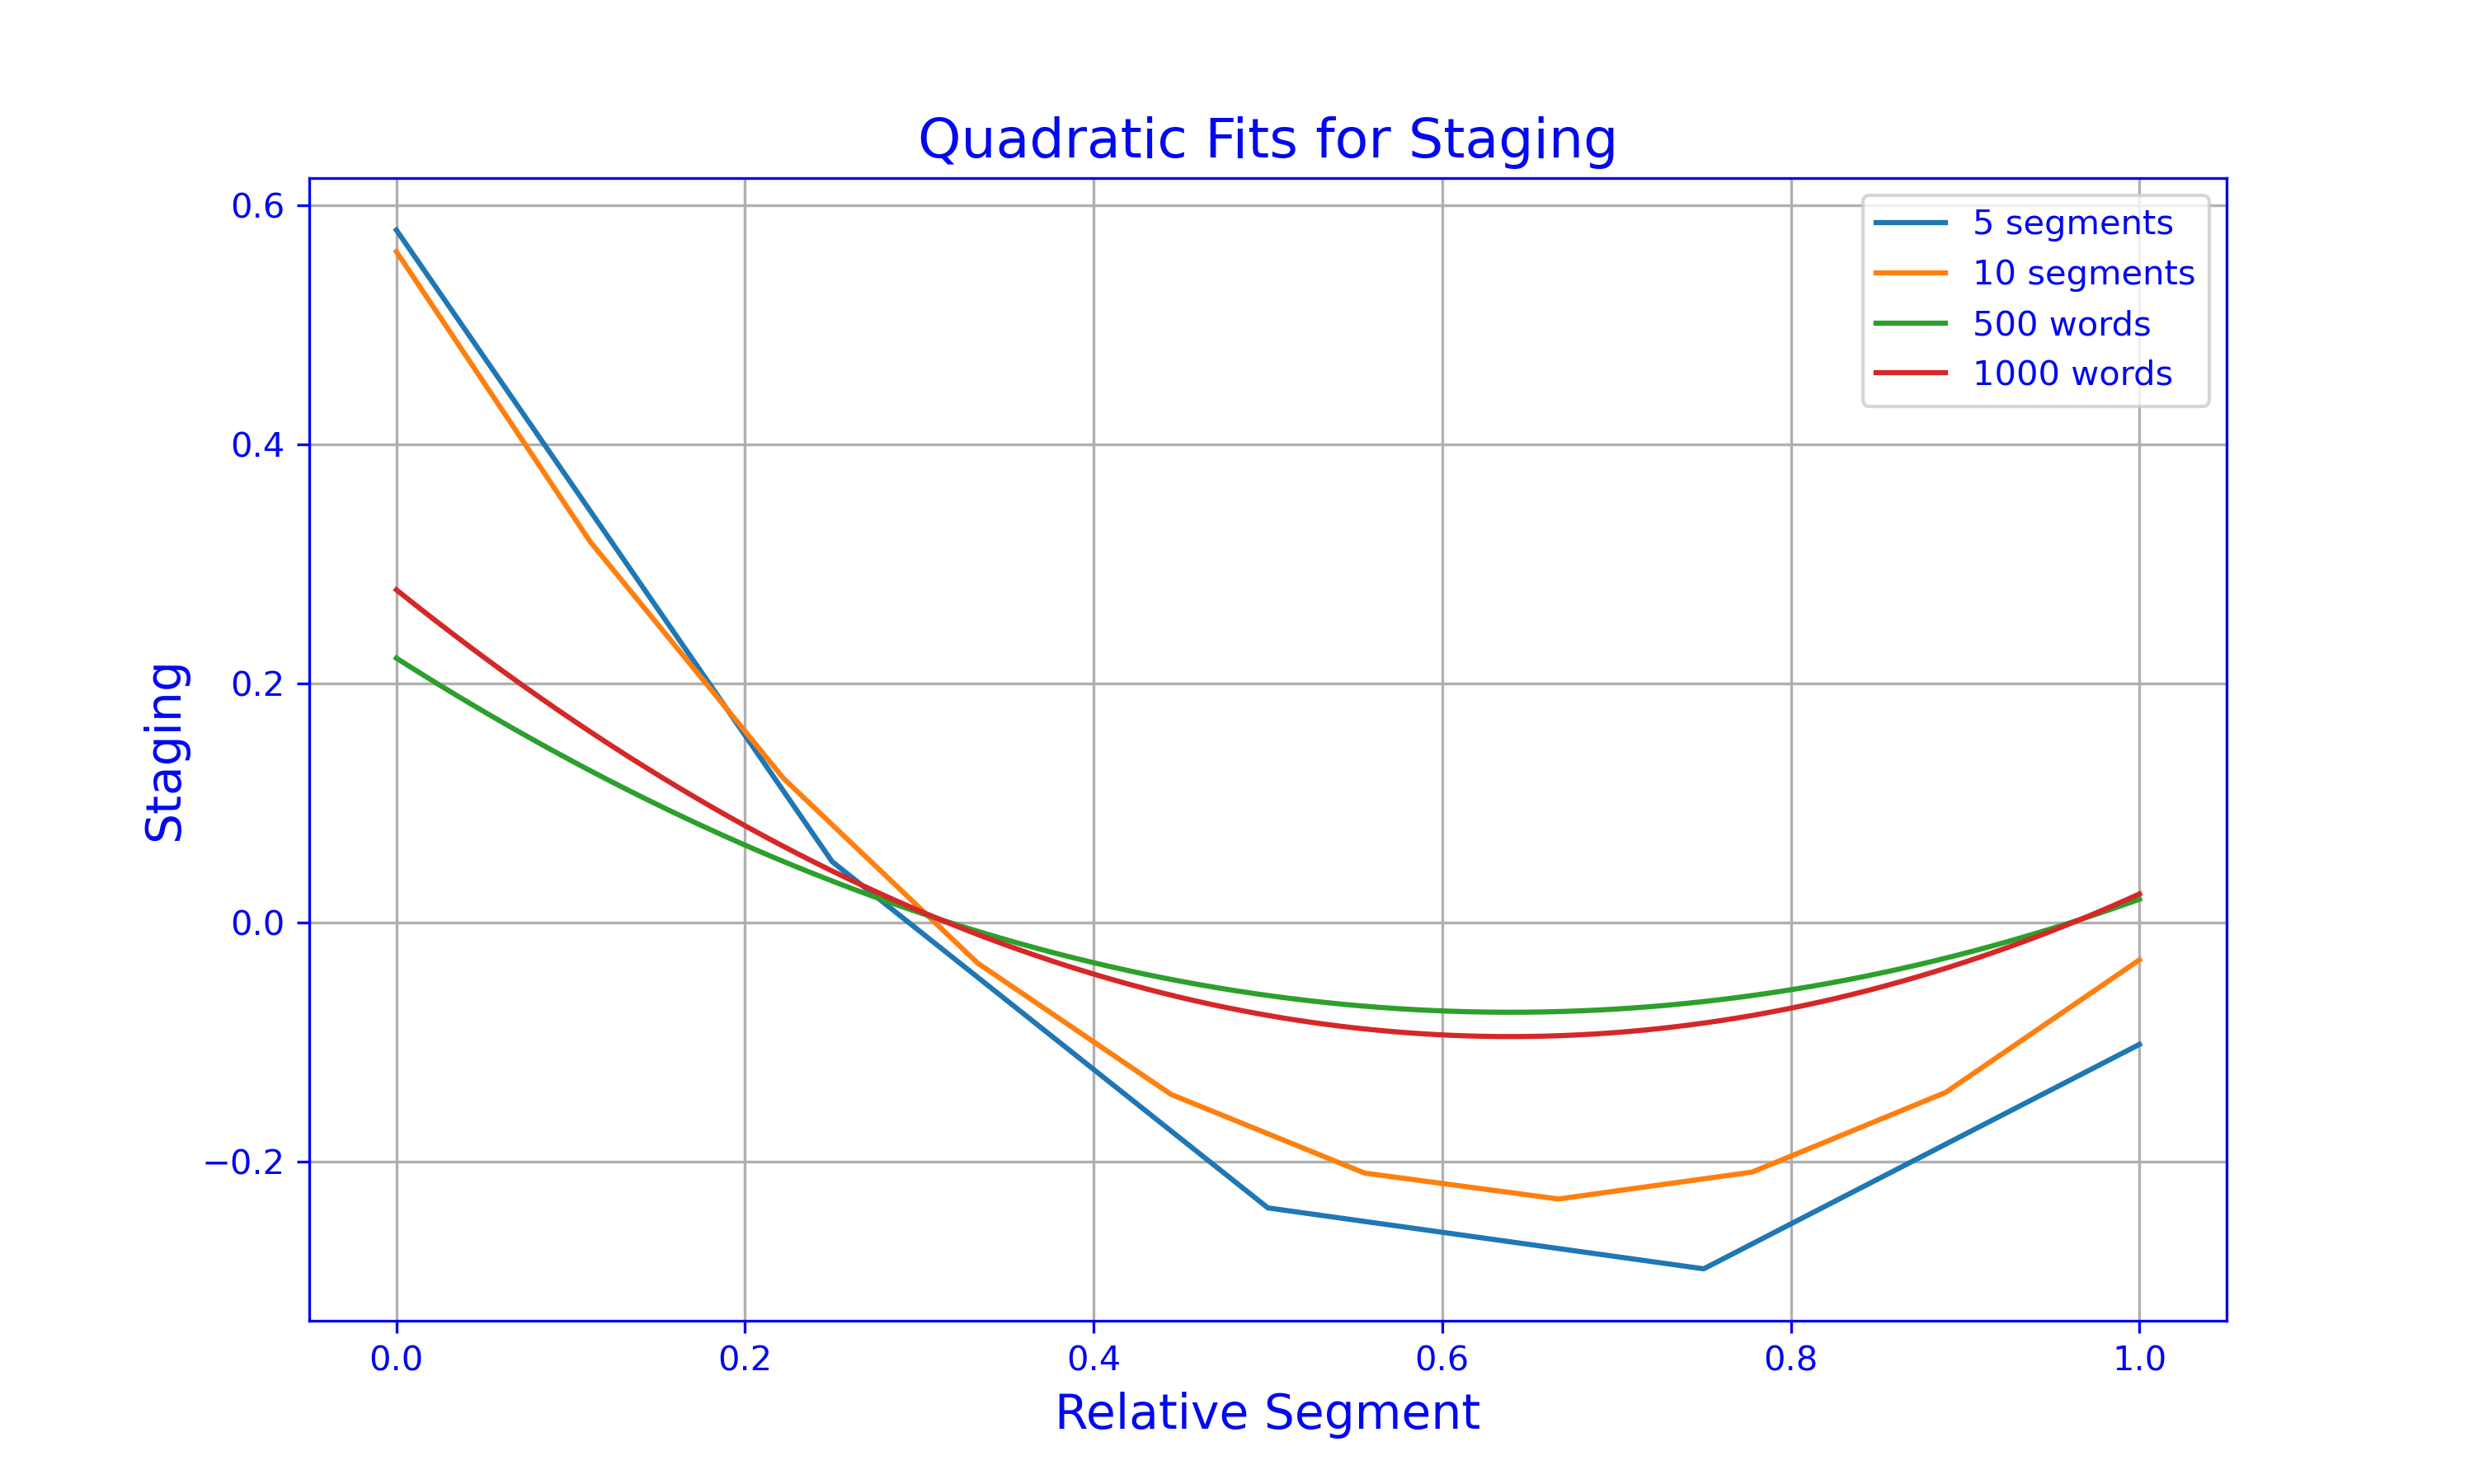 Quadratic Fits for Staging
0.6
0.4
0.2
0.0
−0.2
Staging
5 segments
10 segments
500 words
1000 words
0.0 0.2 0.4 0.6 0.8 1.0
Relative Segment